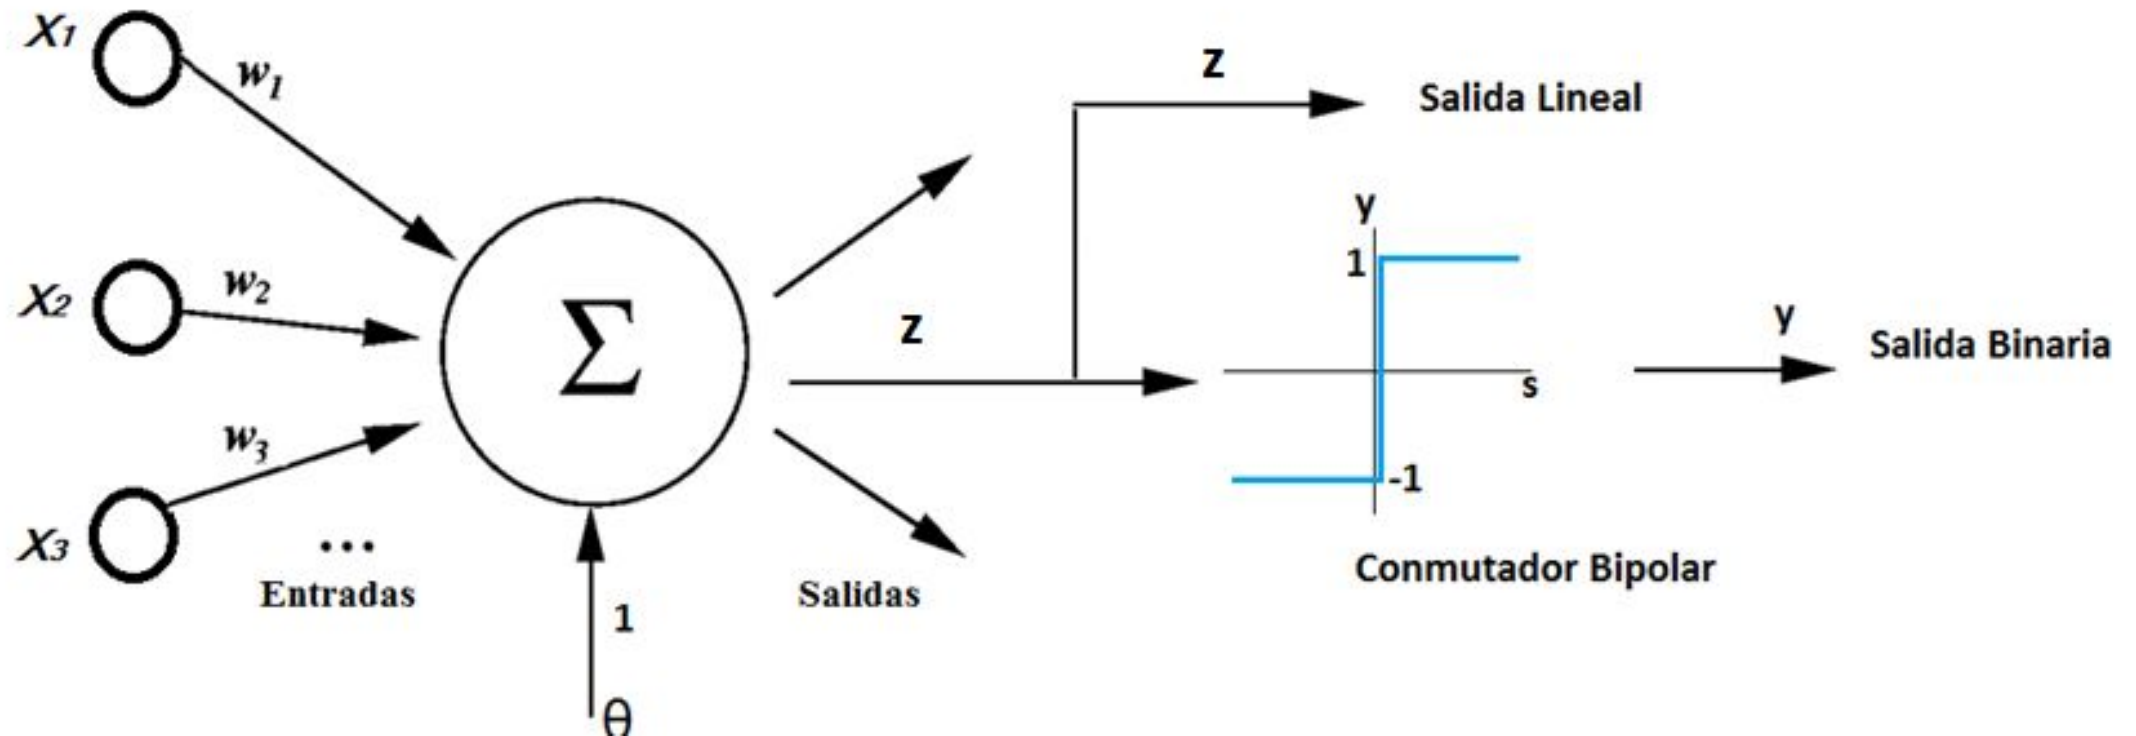 X1
w1
X2
w2
X3
w3
...
Entradas
Σ
1
θ
Salidas
z
z
Salida Lineal
y
1
s
-1
Conmutador Bipolar
y
Salida Binaria